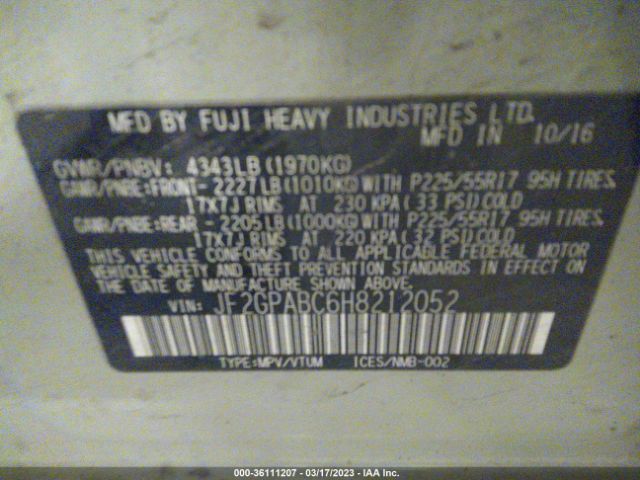 MFD BY FUJI HEAVY INDUSTRIES LTD.
MFD IN 10/16
GVWR/PNBV: 4343LB(1970KG)
GAWR/PNBE:FRONT-2227LB(1010KG)WITH P225/55R17 95H TIRES,
17X7J RIMS AT 230 KPA(33 PSI)COLD
GAWR/PNBE:REAR -2205LB(1000KG)WITH P225/55R17 95H TIRES,
17X7J RIMS AT 220 KPA(32 PSI)COLD
THIS VEHICLE CONFORMS TO ALL APPLICABLE FEDERAL MOTOR
VEHICLE SAFETY AND THEFT PREVENTION STANDARDS IN EFFECT
ON THE DATE OF MANUFACTURE SHOWN ABOVE.
VIN: JF2GPABC6H8212052
TYPE:MPV/VTUM ICES/NMB-002
000-36111207 - 03/17/2023 - IAA Inc.